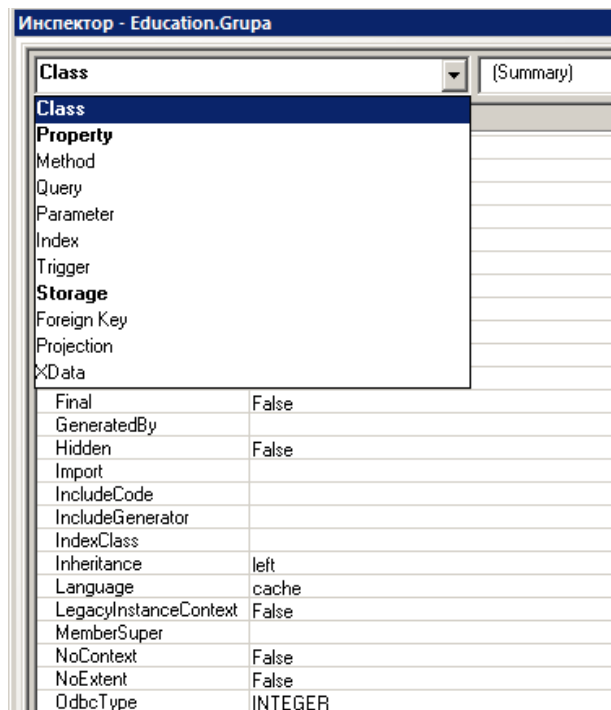 Инспектор - Education.Grupa
Class (Summary)
Class
Property
Method
Query
Parameter
Index
Trigger
Storage
Foreign Key
Projection
XData
Final False
GeneratedBy
Hidden False
Import
IncludeCode
IncludeGenerator
IndexClass
Inheritance left
Language cache
LegacyInstanceContext False
MemberSuper
NoContext False
NoExtent False
OdbcType INTEGER